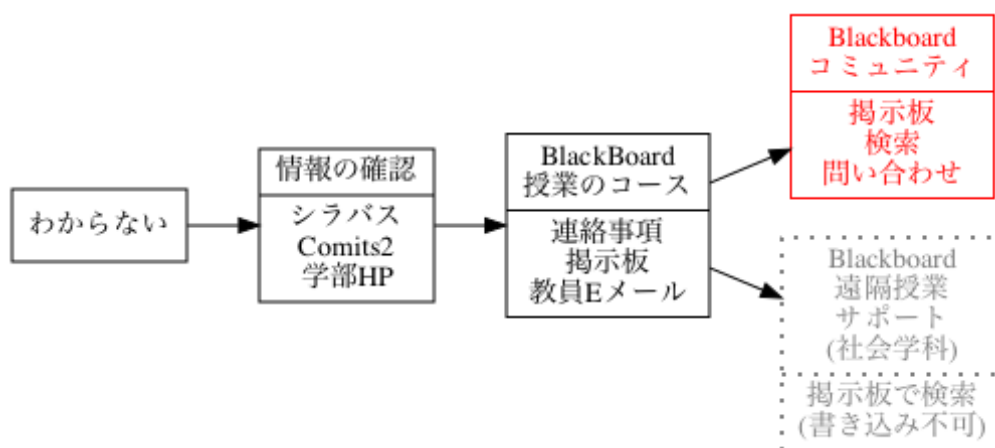 わからない
情報の確認
シラバス
Comits2
学部HP
BlackBoard
授業のコース
連絡事項
掲示板
教員Eメール
Blackboard
コミュニティ
掲示板
検索
問い合わせ
Blackboard
遠隔授業
サポート
(社会学科)
掲示板で検索
(書き込み不可)